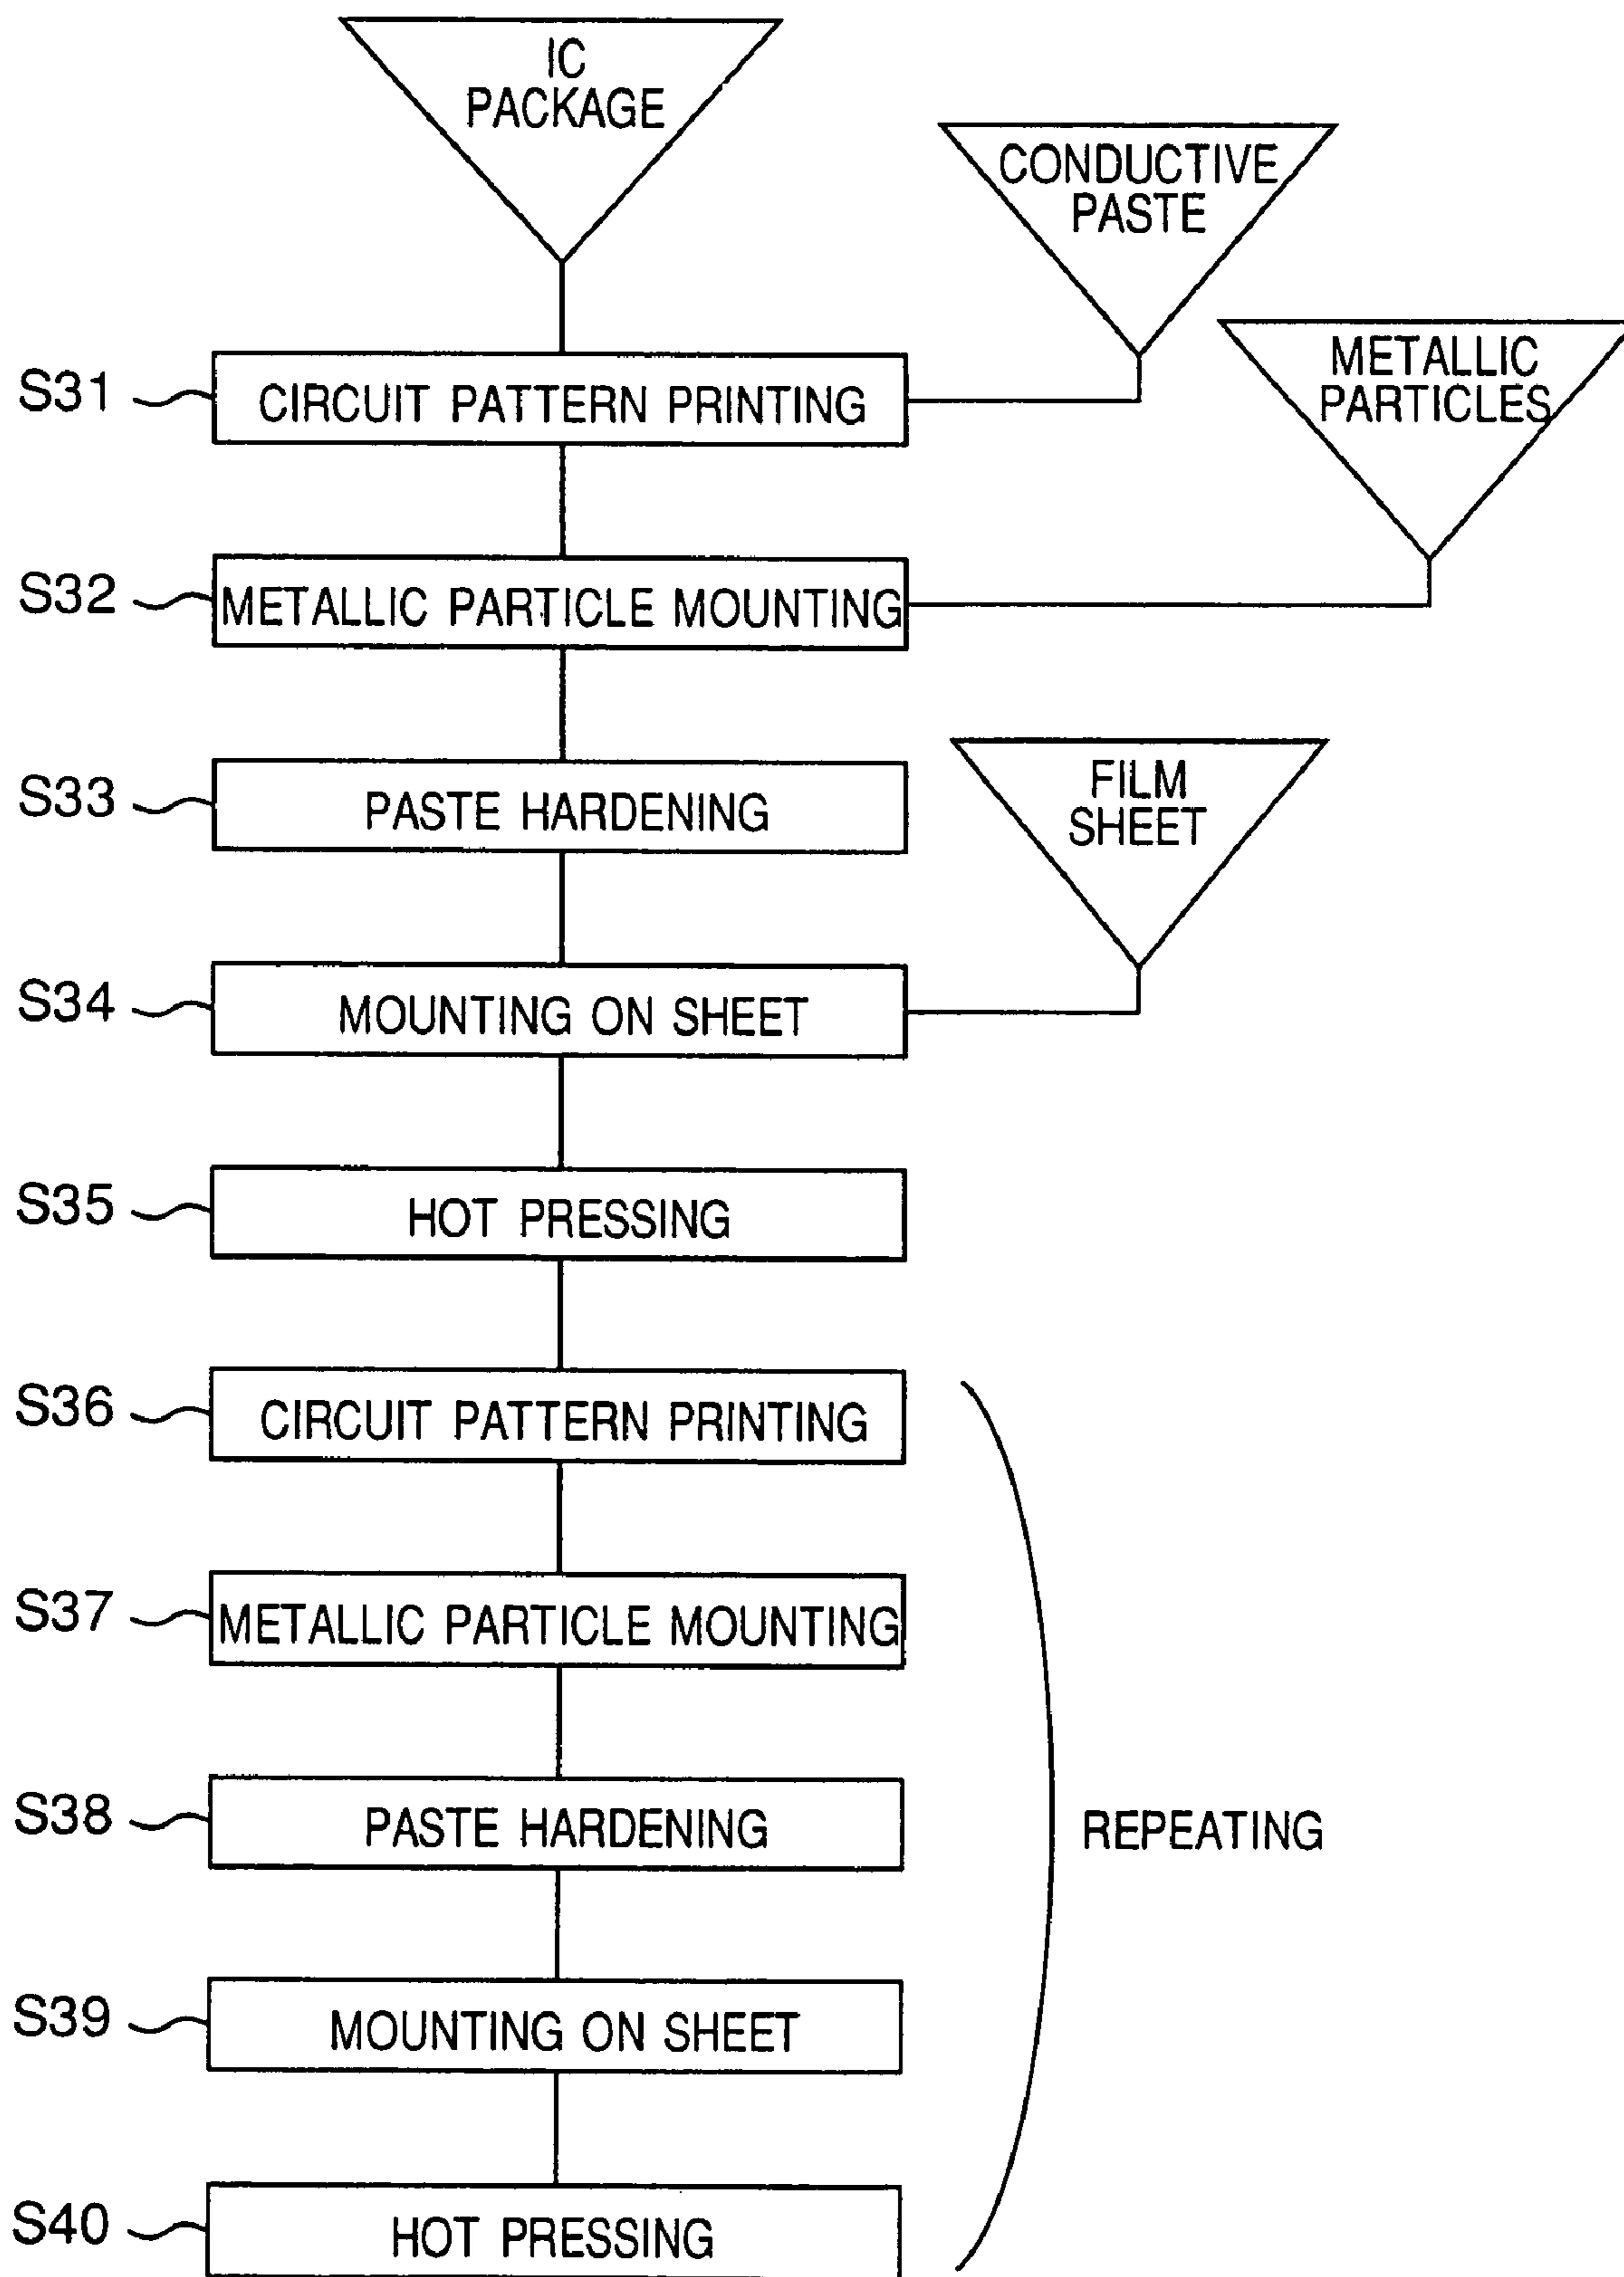 IC
PACKAGE
CONDUCTIVE
PASTE
METALLIC
PARTICLES
S31
CIRCUIT PATTERN PRINTING
S32
METALLIC PARTICLE MOUNTING
S33
PASTE HARDENING
FILM
SHEET
S34
MOUNTING ON SHEET
S35
HOT PRESSING
S36
CIRCUIT PATTERN PRINTING
S37
METALLIC PARTICLE MOUNTING
S38
PASTE HARDENING
REPEATING
S39
MOUNTING ON SHEET
S40
HOT PRESSING